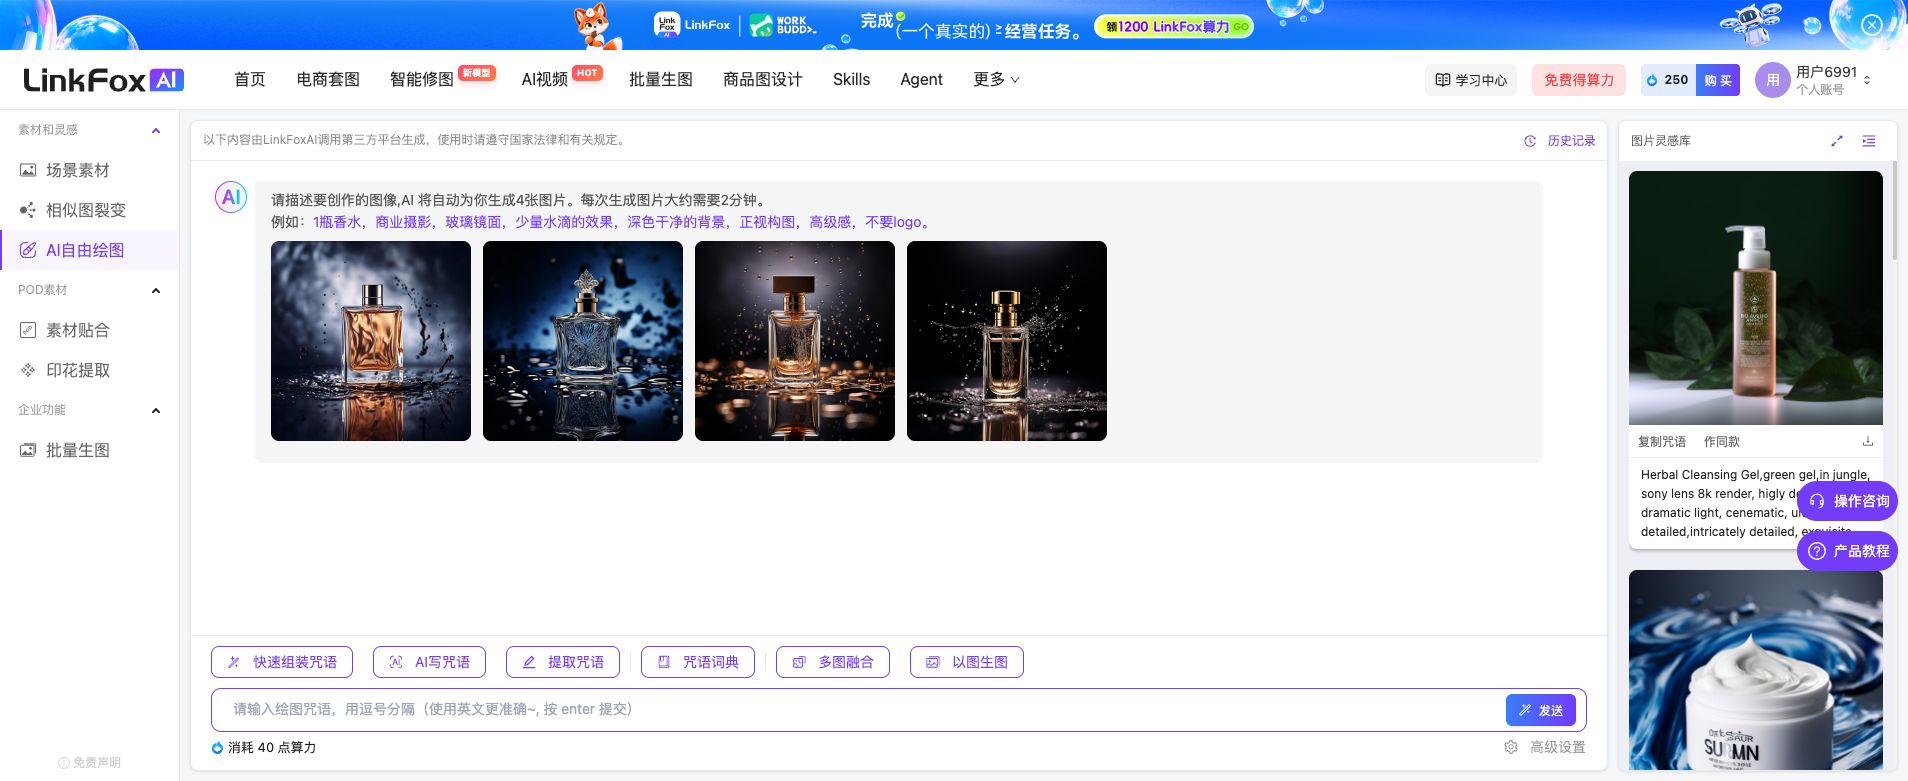 LinkFox AI LinkFox | WORK BUDD>_ 完成(一个真实的)经营任务。 领1200 LinkFox算力 GO
LinkFox AI
首页 电商套图 智能修图 新模型 AI视频 HOT 批量生图 商品图设计 Skills Agent 更多
学习中心 免费得算力 250 购买 用 用户6991 个人账号
素材和灵感
场景素材
相似图裂变
AI自由绘图
POD素材
素材贴合
印花提取
企业功能
批量生图
免责声明
以下内容由LinkFoxAI调用第三方平台生成，使用时请遵守国家法律和有关规定。
历史记录
AI
请描述要创作的图像,AI 将自动为你生成4张图片。每次生成图片大约需要2分钟。
例如：1瓶香水，商业摄影，玻璃镜面，少量水滴的效果，深色干净的背景，正视构图，高级感，不要logo。
快速组装咒语 AI写咒语 提取咒语 咒语词典 多图融合 以图生图
请输入绘图咒语，用逗号分隔（使用英文更准确~, 按 enter 提交）
发送
消耗 40 点算力
高级设置
图片灵感库
复制咒语 作同款
Herbal Cleansing Gel,green gel,in jungle,
sony lens 8k render, higly
dramatic light, cenematic,
detailed,intricately detailed,
操作咨询
产品教程